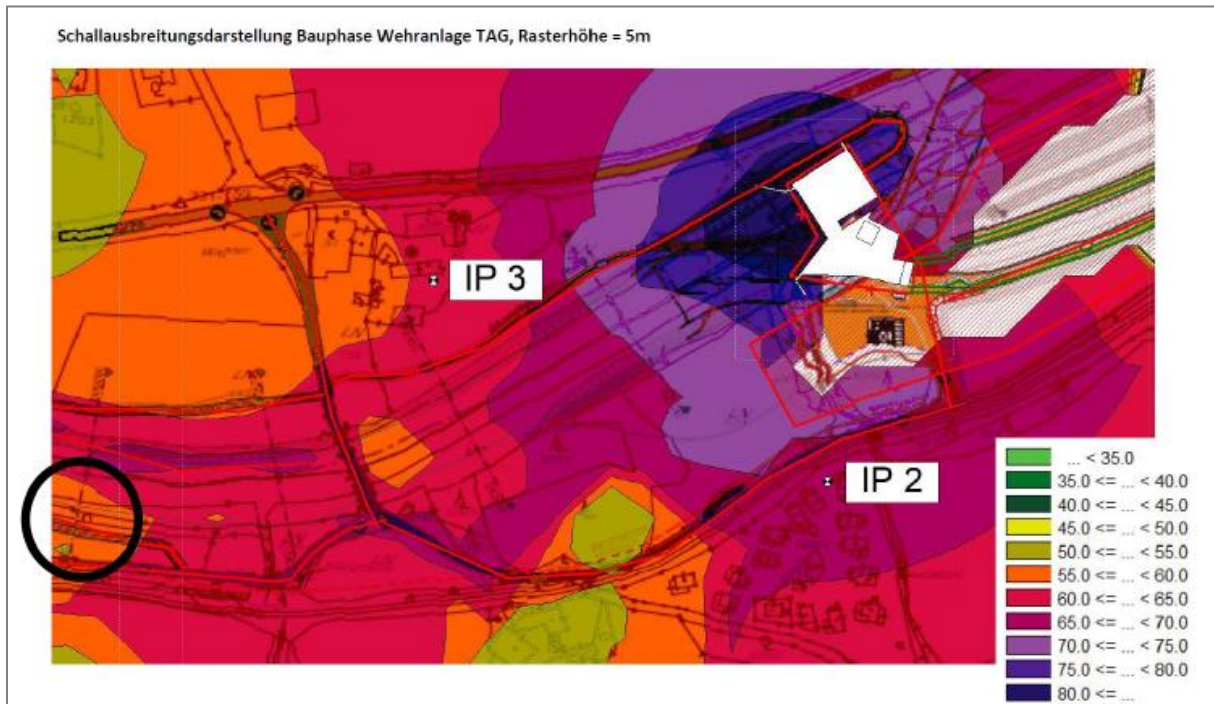 Schallausbreitungsdarstellung Bauphase Wehranlage TAG, Rasterhöhe = 5m
IP 3
IP 2
... < 35.0
35.0 <= ... < 40.0
40.0 <= ... < 45.0
45.0 <= ... < 50.0
50.0 <= ... < 55.0
55.0 <= ... < 60.0
60.0 <= ... < 65.0
65.0 <= ... < 70.0
70.0 <= ... < 75.0
75.0 <= ... < 80.0
80.0 <= ...